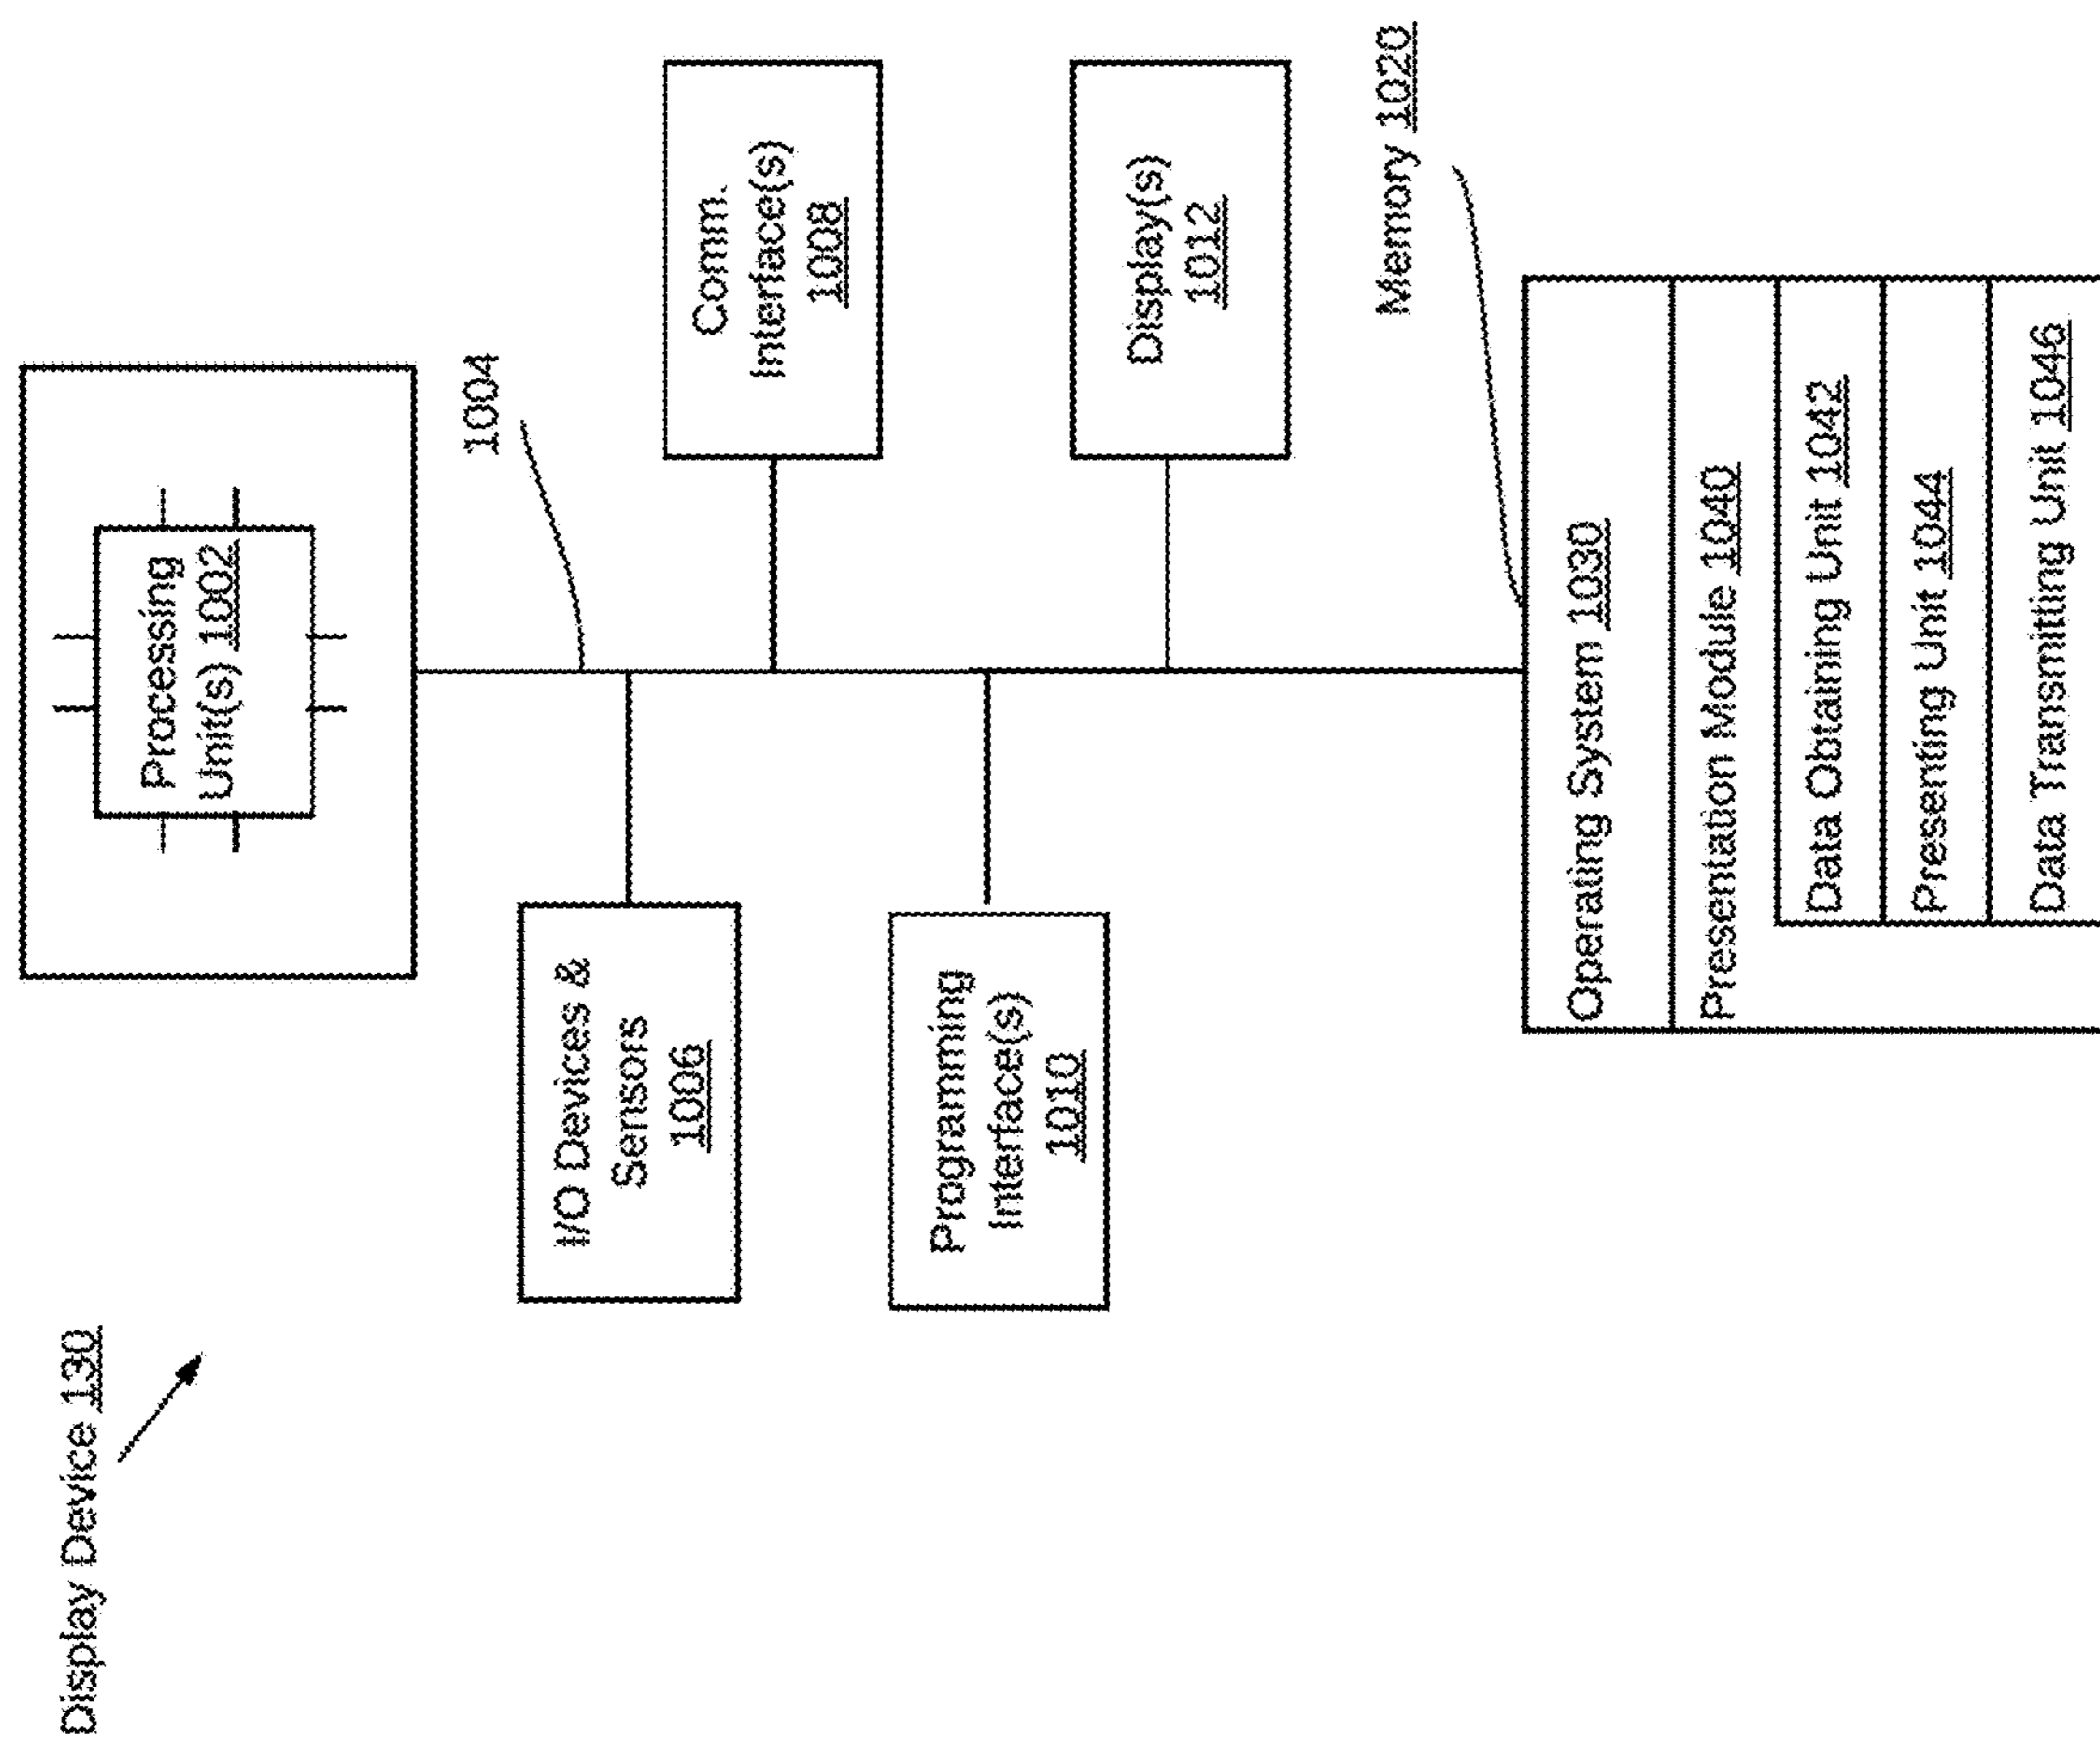 Display Device 130
Processing
Unit(s) 1002
1004
I/O Devices &
Sensors
1006
Comm.
Interface(s)
1008
Programming
Interface(s)
1010
Display(s)
1012
Memory 1020
Operating System 1030
Presentation Module 1040
Data Obtaining Unit 1042
Presenting Unit 1044
Data Transmitting Unit 1046